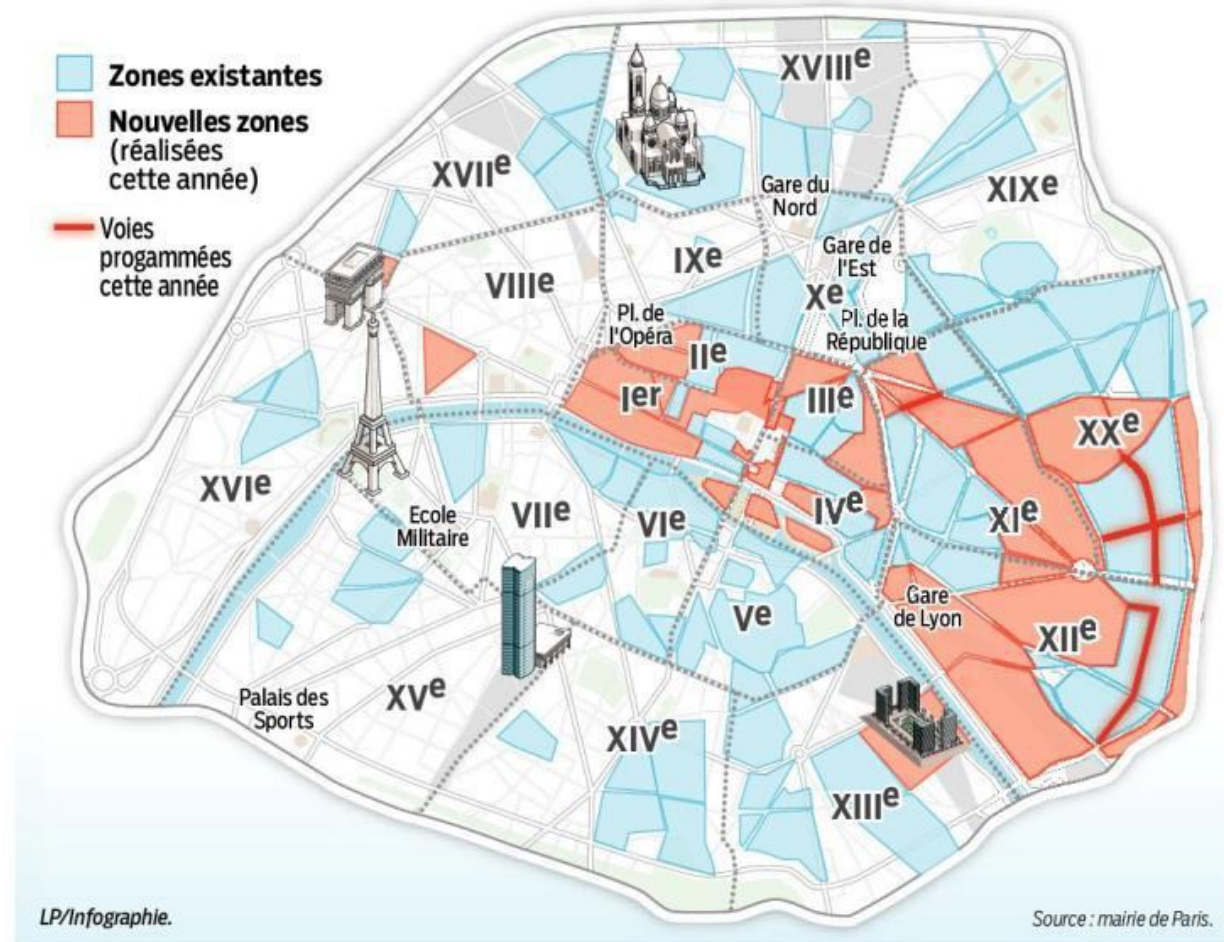 Zones existantes
Nouvelles zones
(réalisées
cette année)
Voies
progammées
cette année
XVIIIe
XVIIe
Gare du
Nord
XIXe
Gare de
l'Est
IXe
VIIIe
Xe
Pl. de
l'Opéra
Pl. de la
République
IIe
Ier
IIIe
XXe
XVIe
Ecole
Militaire
VIIe
VIe
IVe
XIe
Gare
de Lyon
Ve
XIIe
Palais des
Sports
XVe
XIVe
XIIIe
LP/Infographie.
Source : mairie de Paris.